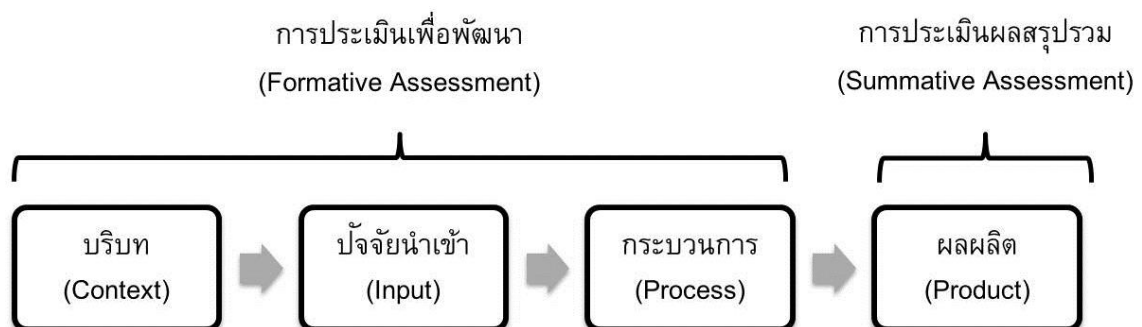 การประเมินเพื่อพัฒนา
(Formative Assessment)
การประเมินผลสรุปรวม
(Summative Assessment)
บริบท
(Context)
ปัจจัยนำเข้า
(Input)
กระบวนการ
(Process)
ผลผลิต
(Product)